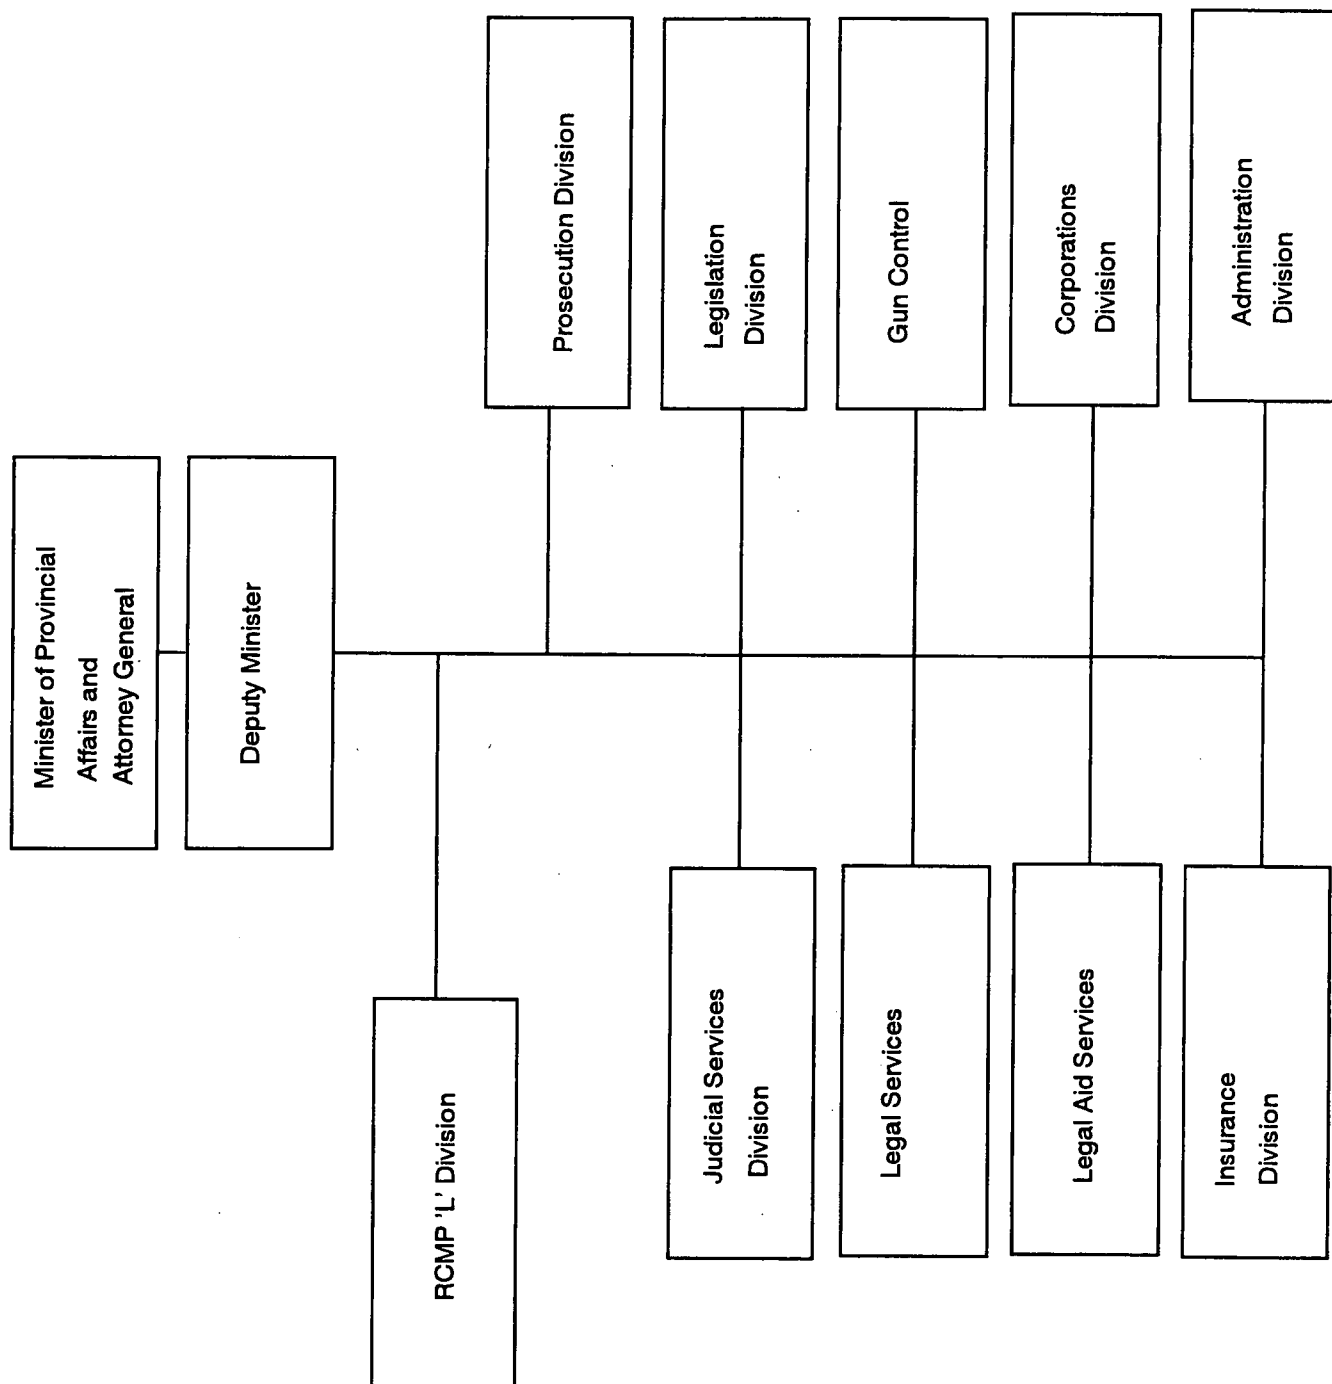 Minister of Provincial
Affairs and
Attorney General
Deputy Minister
RCMP 'L' Division
Prosecution Division
Judicial Services
Division
Legislation
Division
Legal Services
Gun Control
Legal Aid Services
Corporations
Division
Insurance
Division
Administration
Division